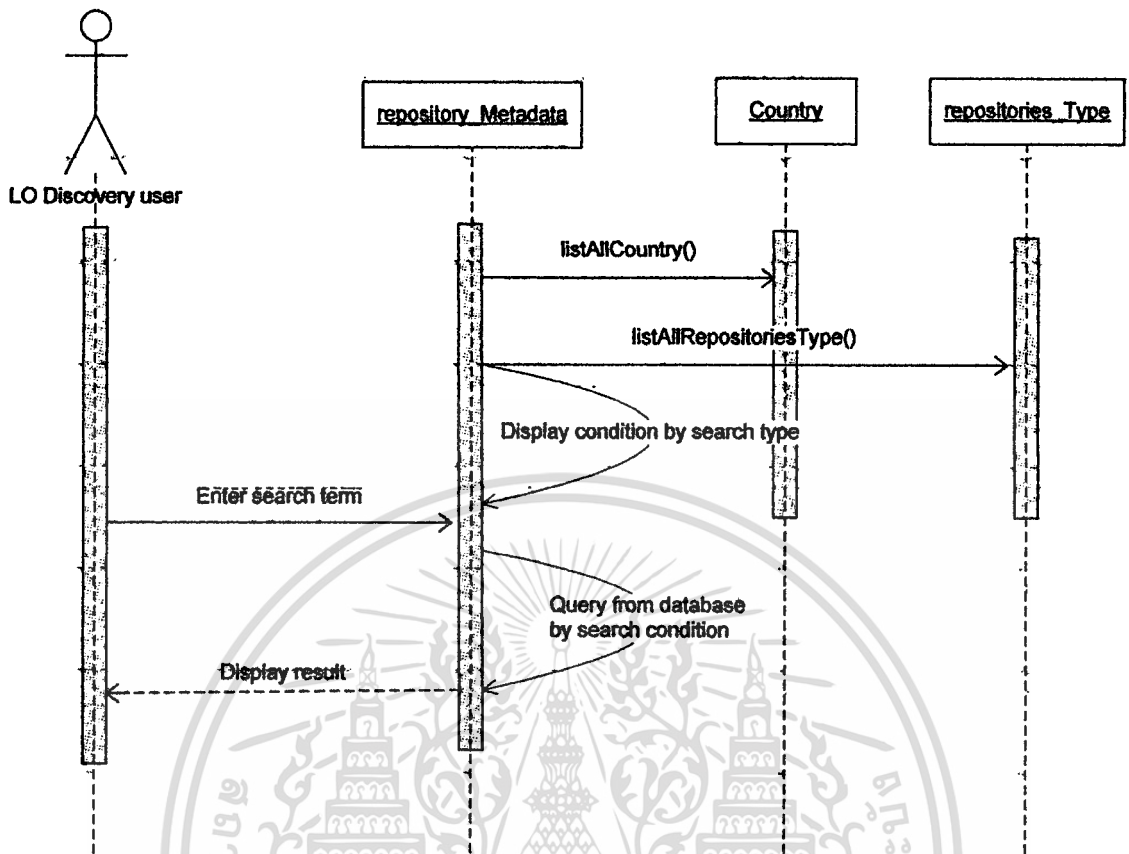 LO Discovery user
repository_Metadata
Country
repositories_Type
listAllCountry()
listAllRepositoriesType()
Display condition by search type
Enter search term
Query from database
by search condition
Display result